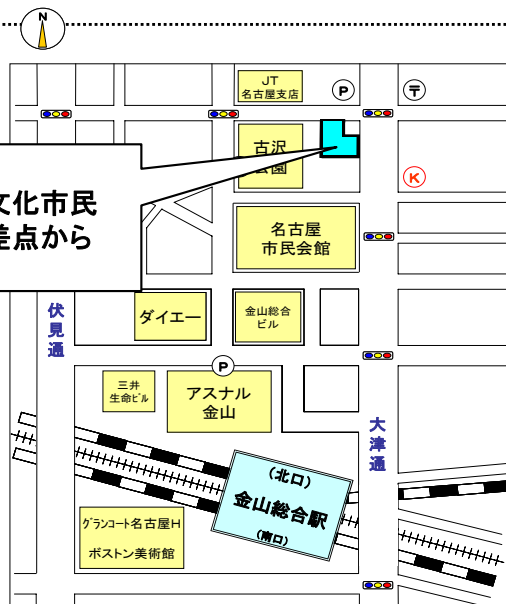 N
JT
名古屋支店
P
〒
古沢
公園
K
文化市民
差点から
名古屋
市民会館
伏見通
ダイエー
金山総合
ビル
P
三井
生命ビル
アスナル
金山
大津通
(北口)
金山総合駅
(南口)
グランコート名古屋H
ボストン美術館